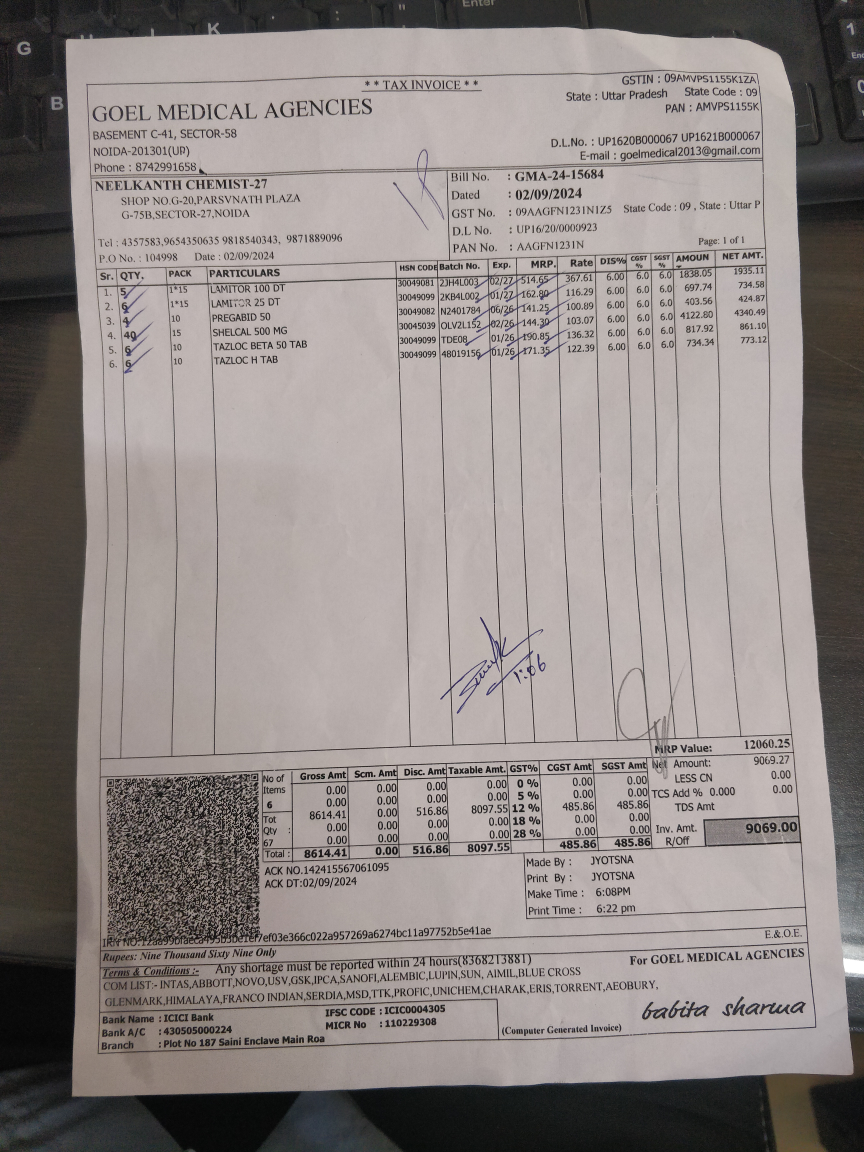 ** TAX INVOICE **
GSTIN : 09AMVPS1155K1ZA
State : Uttar Pradesh State Code : 09
PAN : AMVPS1155K
GOEL MEDICAL AGENCIES
BASEMENT C-41, SECTOR-58
NOIDA-201301(UP)
Phone : 8742991658
D.L.No. : UP1620B000067 UP1621B000067
E-mail : goelmedical2013@gmail.com
NEELKANTH CHEMIST-27
SHOP NO.G-20,PARSVNATH PLAZA
G-75B,SECTOR-27,NOIDA
Tel : 4357583,9654350635 9818540343, 9871889096
P.O No. : 104998 Date : 02/09/2024
Bill No. : GMA-24-15684
Dated : 02/09/2024
GST No. : 09AAGFN1231N1Z5 State Code : 09 , State : Uttar P
D.L No. : UP16/20/0000923
PAN No. : AAGFN1231N
Page: 1 of 1
Sr. QTY. PACK PARTICULARS HSN CODE Batch No. Exp. MRP. Rate DIS% CGST % SGST % AMOUN NET AMT.
1. 5 1*15 LAMITOR 100 DT 30049081 2JH4L003 02/27 514.65 367.61 6.00 6.0 6.0 1838.05 1935.11
2. 6 1*15 LAMITOR 25 DT 30049099 2KB4L002 01/27 162.80 116.29 6.00 6.0 6.0 697.74 734.58
3. 4 10 PREGABID 50 30049082 N2401784 06/26 141.25 100.89 6.00 6.0 6.0 403.56 424.87
4. 40 15 SHELCAL 500 MG 30045039 OLV2L152 02/26 144.30 103.07 6.00 6.0 6.0 4122.80 4340.49
5. 6 10 TAZLOC BETA 50 TAB 30049099 TDE08 01/26 190.85 136.32 6.00 6.0 6.0 817.92 861.10
6. 6 10 TAZLOC H TAB 30049099 48019156 01/26 171.35 122.39 6.00 6.0 6.0 734.34 773.12
1:06
MRP Value: 12060.25
Net Amount: 9069.27
LESS CN 0.00
TCS Add % 0.000 0.00
TDS Amt
Inv. Amt. 9069.00
R/Off
No of Items 6
Tot Qty : 67
Gross Amt Scm. Amt Disc. Amt Taxable Amt. GST% CGST Amt SGST Amt
0.00 0.00 0.00 0.00 0 % 0.00 0.00
0.00 0.00 0.00 0.00 5 % 0.00 0.00
8614.41 0.00 516.86 8097.55 12 % 485.86 485.86
0.00 0.00 0.00 0.00 18 % 0.00 0.00
0.00 0.00 0.00 0.00 28 % 0.00 0.00
Total : 8614.41 0.00 516.86 8097.55 485.86 485.86
ACK NO.142415567061095
ACK DT:02/09/2024
Made By : JYOTSNA
Print By : JYOTSNA
Make Time : 6:08PM
Print Time : 6:22 pm
IRN NO:
E.&O.E.
Rupees: Nine Thousand Sixty Nine Only
Terms & Conditions :- Any shortage must be reported within 24 hours(8368213881)
For GOEL MEDICAL AGENCIES
COM LIST:- INTAS,ABBOTT,NOVO,USV,GSK,IPCA,SANOFI,ALEMBIC,LUPIN,SUN, AIMIL,BLUE CROSS
GLENMARK,HIMALAYA,FRANCO INDIAN,SERDIA,MSD,TTK,PROFIC,UNICHEM,CHARAK,ERIS,TORRENT,AEOBURY,
Bank Name : ICICI Bank IFSC CODE : ICIC0004305
Bank A/C : 430505000224 MICR No : 110229308
Branch : Plot No 187 Saini Enclave Main Roa
(Computer Generated Invoice)
babita sharma
G
K
B
Enter